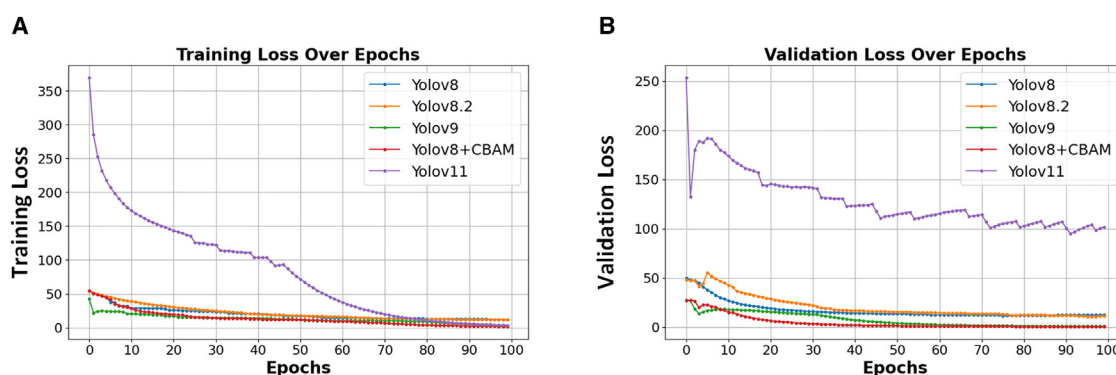 A
Training Loss Over Epochs
Training Loss
350
300
250
200
150
100
50
0
Yolov8
Yolov8.2
Yolov9
Yolov8+CBAM
Yolov11
0 10 20 30 40 50 60 70 80 90 100
Epochs
B
Validation Loss Over Epochs
Validation Loss
250
200
150
100
50
0
Yolov8
Yolov8.2
Yolov9
Yolov8+CBAM
Yolov11
0 10 20 30 40 50 60 70 80 90 100
Epochs